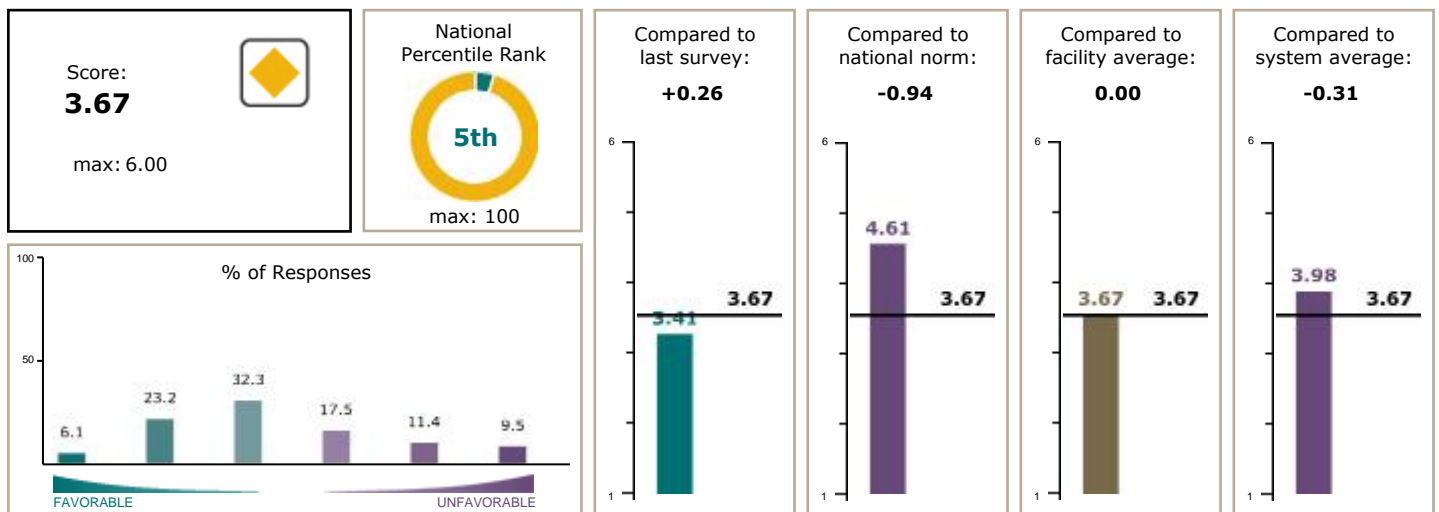 Score:
3.67
max: 6.00
National
Percentile Rank
5th
max: 100
% of Responses
100
50
6.1
23.2
32.3
17.5
11.4
9.5
FAVORABLE
UNFAVORABLE
Compared to
last survey:
+0.26
6
3.67
3.41
1
Compared to
national norm:
-0.94
6
4.61
3.67
1
Compared to
facility average:
0.00
6
3.67 3.67
1
Compared to
system average:
-0.31
6
3.98
3.67
1